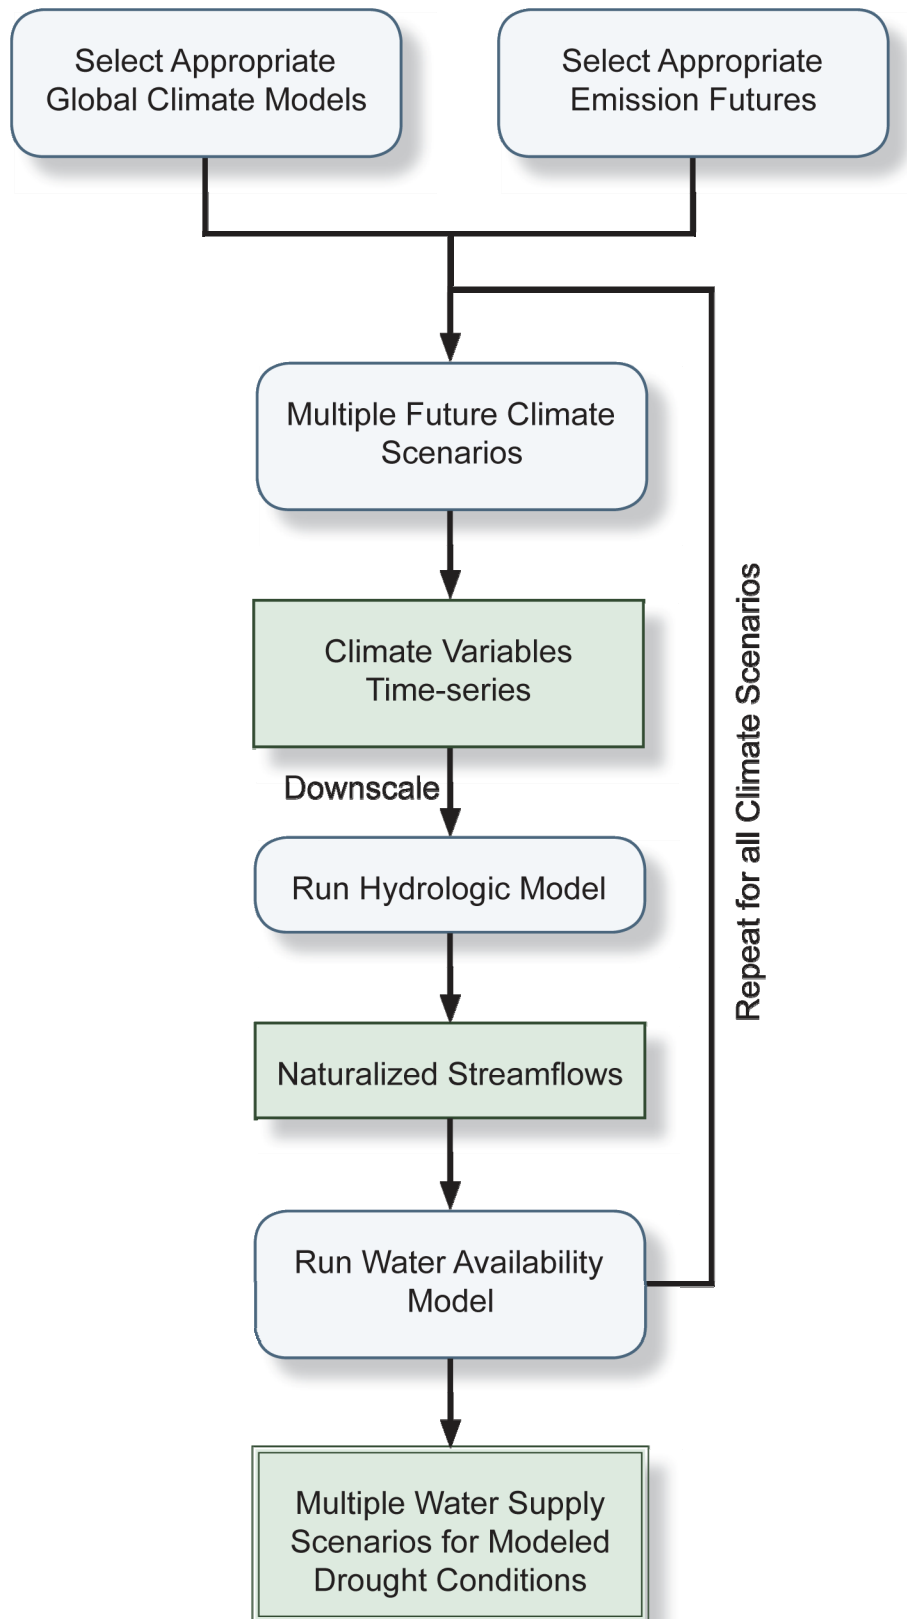 Select Appropriate
Global Climate Models
Select Appropriate
Emission Futures
Multiple Future Climate
Scenarios
Climate Variables
Time-series
Downscale
Run Hydrologic Model
Repeat for all Climate Scenarios
Naturalized Streamflows
Run Water Availability
Model
Multiple Water Supply
Scenarios for Modeled
Drought Conditions